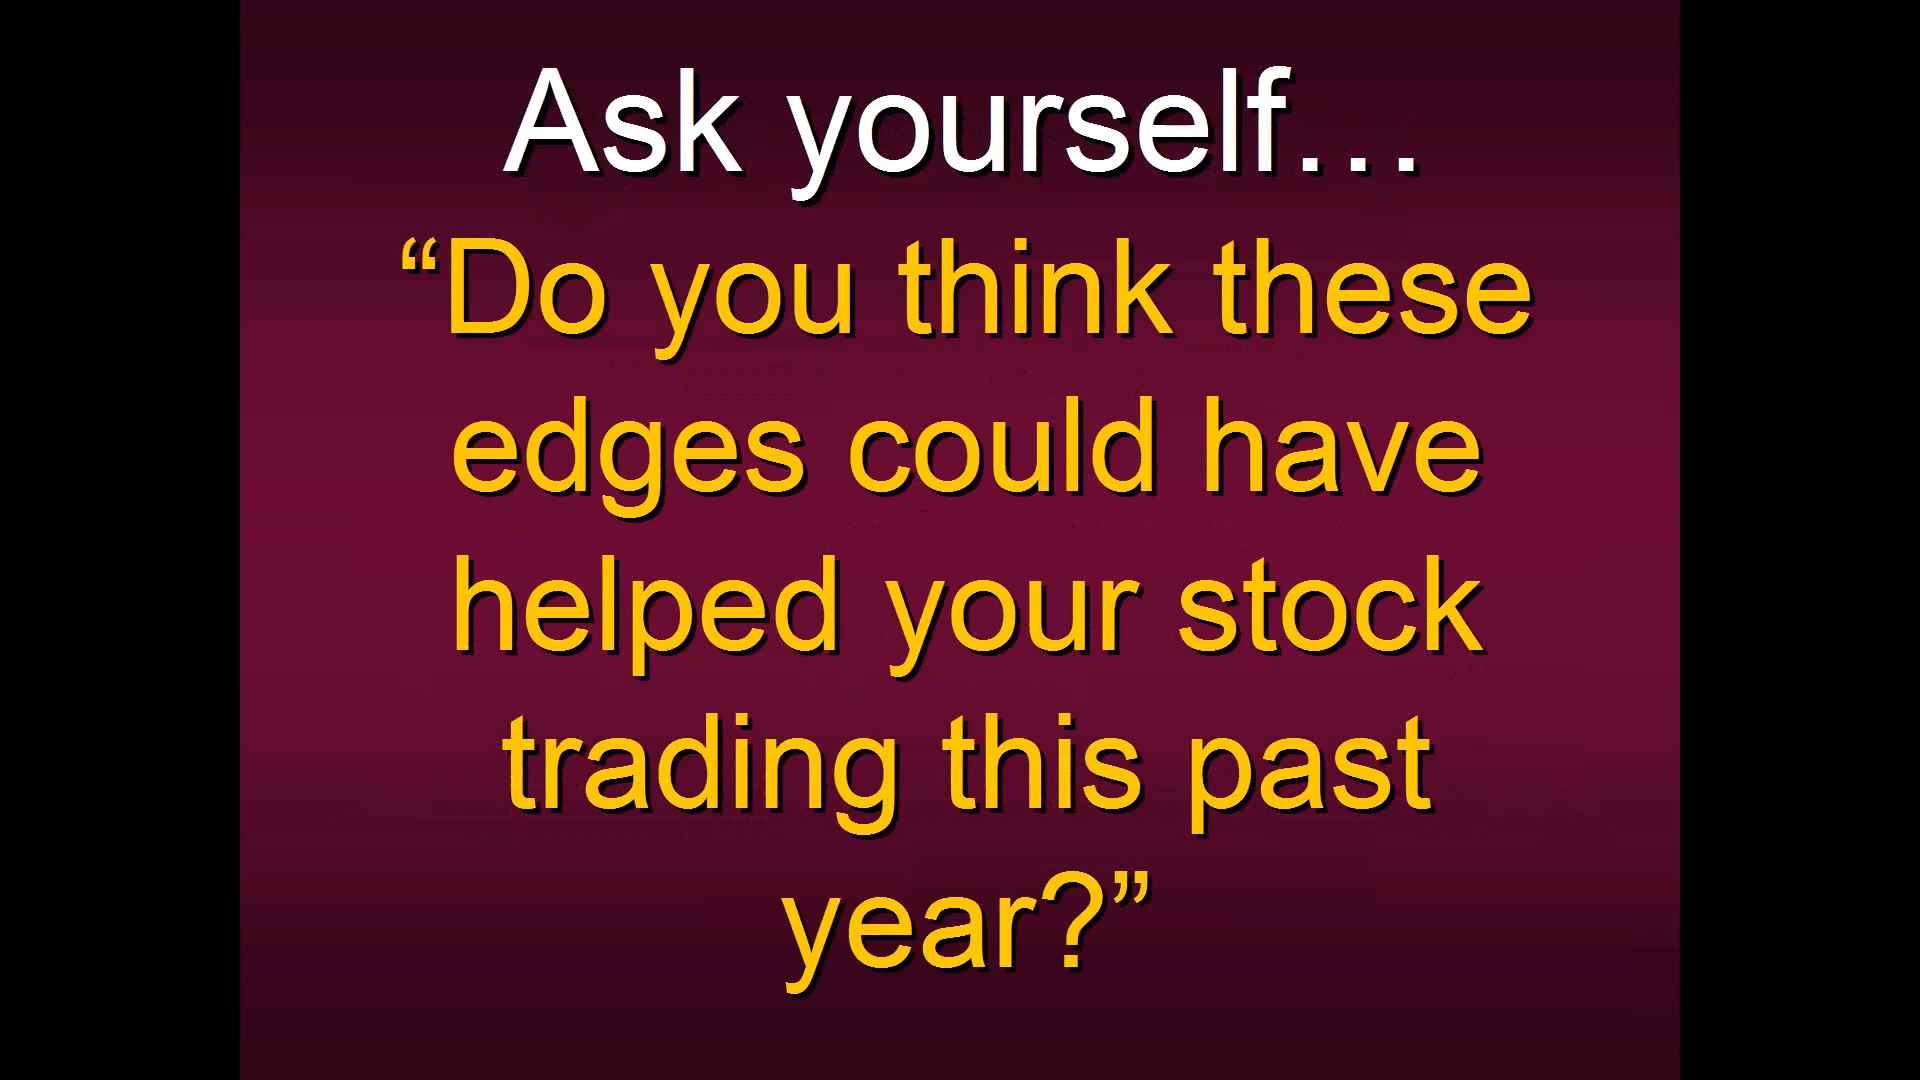 Ask yourself…
“Do you think these
edges could have
helped your stock
trading this past
year?”